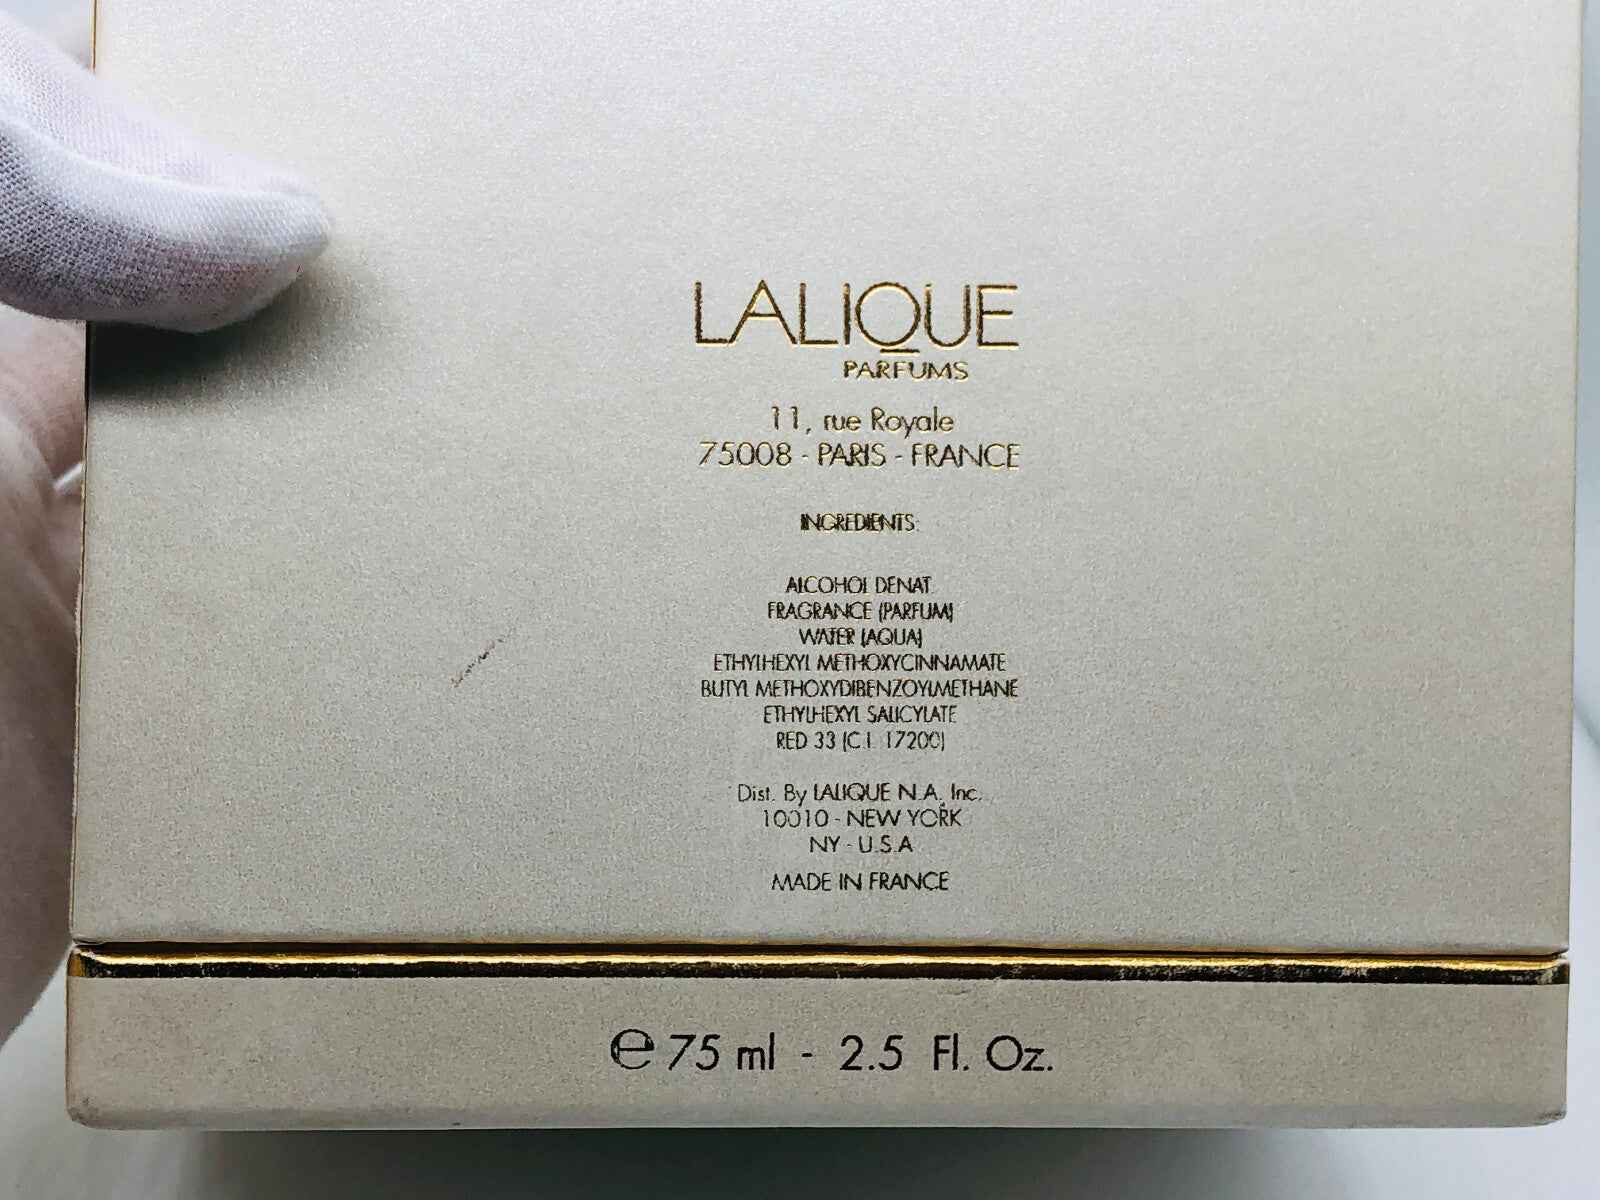 LALIQUE
PARFUMS
11, rue Royale
75008 - PARIS - FRANCE
INGREDIENTS:
ALCOHOL DENAT
FRAGRANCE (PARFUM)
WATER (AQUA)
ETHYLHEXYL METHOXYCINNAMATE
BUTYL METHOXYDIBENZOYLMETHANE
ETHYLHEXYL SALICYLATE
RED 33 (C.I. 17200)
Dist. By LALIQUE N.A. Inc.
10010 - NEW YORK
NY - U.S.A
MADE IN FRANCE
℮ 75 ml - 2.5 Fl. Oz.